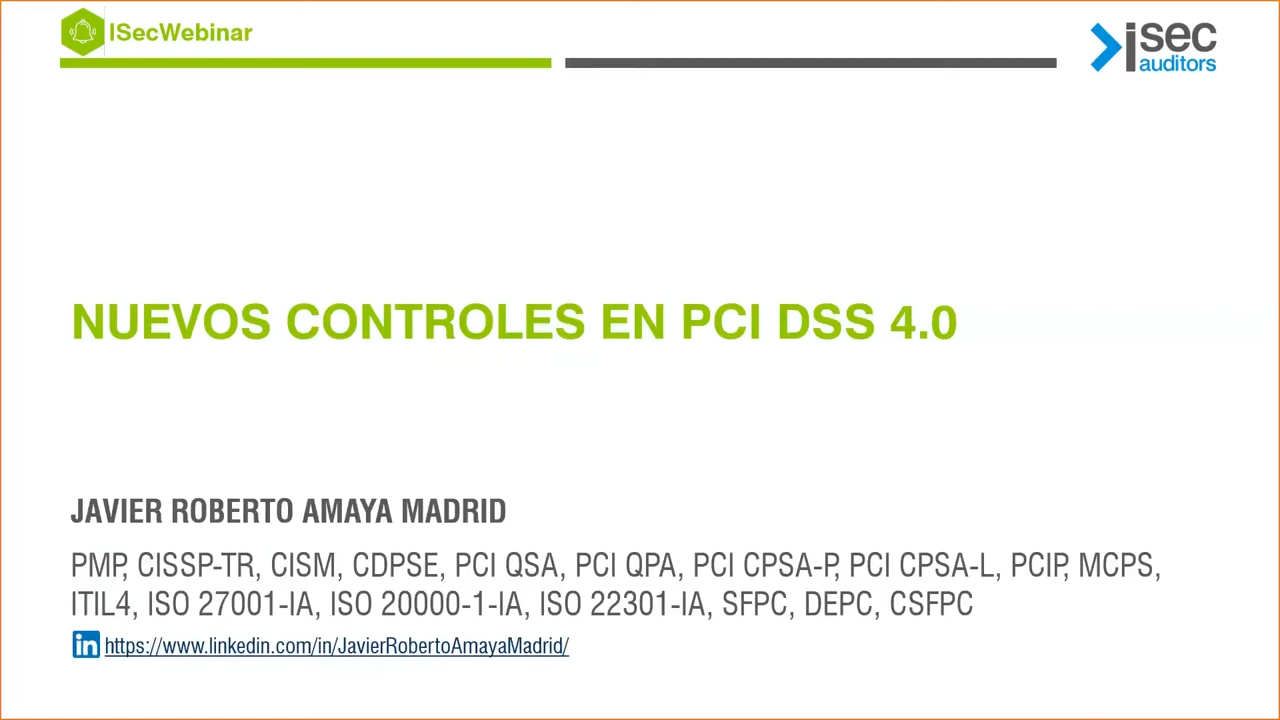 ISecWebinar
isec
auditors
NUEVOS CONTROLES EN PCI DSS 4.0
JAVIER ROBERTO AMAYA MADRID
PMP, CISSP-TR, CISM, CDPSE, PCI QSA, PCI QPA, PCI CPSA-P, PCI CPSA-L, PCIP, MCPS,
ITIL4, ISO 27001-IA, ISO 20000-1-IA, ISO 22301-IA, SFPC, DEPC, CSFPC
in https://www.linkedin.com/in/JavierRobertoAmayaMadrid/